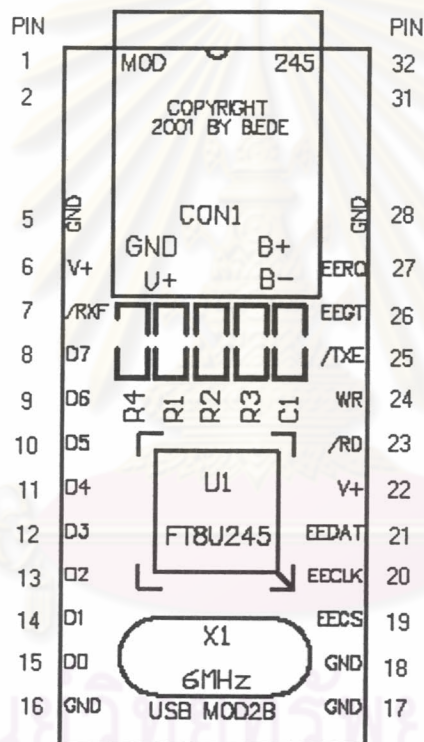 PIN PIN
1 MOD 245 32
2 31
COPYRIGHT
2001 BY B.EDE
5 GND CON1 GND 28
GND B+
6 V+ EERQ 27
V+ B-
7 /RXF EEGT 26
8 D7 /TXE 25
9 D6 R4 R1 R2 R3 C1 WR 24
10 D5 /RD 23
11 D4 U1 V+ 22
12 D3 FT8U245 EEDAT 21
13 D2 EECLK 20
14 D1 EECS 19
X1
15 D0 GND 18
6MHz
16 GND USB MOD2B GND 17